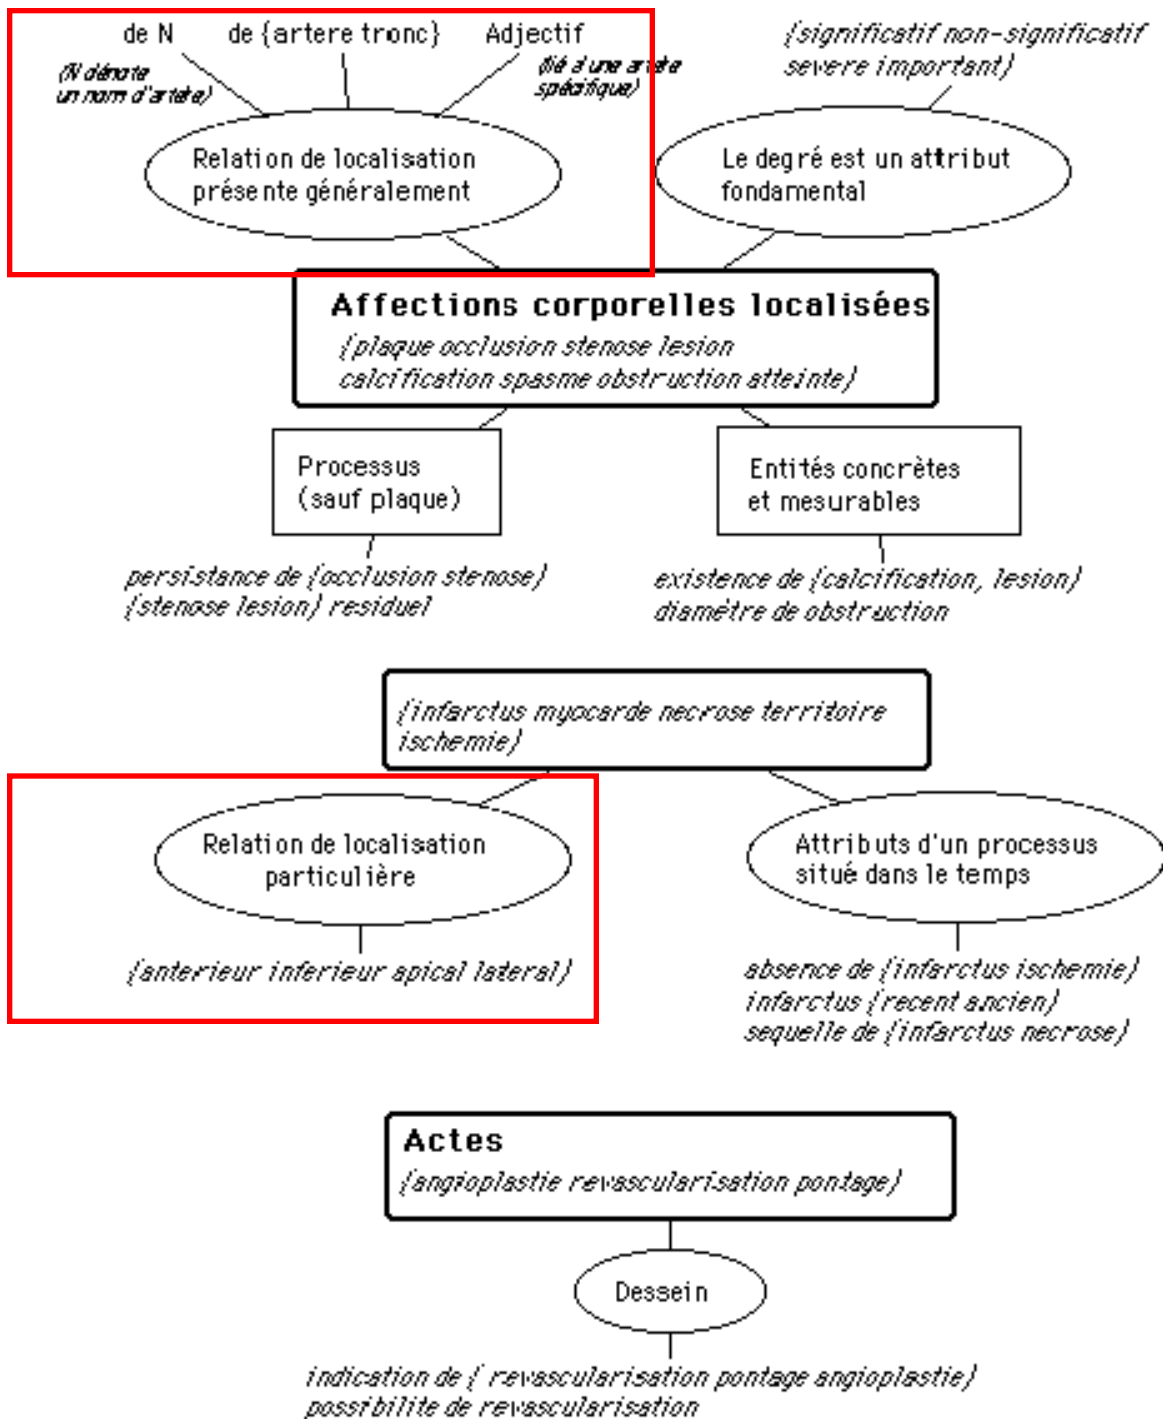 de N
de {artere tronc}
Adjectif
(N dénote
un nom d'artère)
(lié à une artère
spécifique)
{significatif non-significatif
severe important}
Relation de localisation
présente généralement
Le degré est un attribut
fondamental
Affections corporelles localisées
{plaque occlusion stenose lesion
calcification spasme obstruction atteinte}
Processus
(sauf plaque)
Entités concrètes
et mesurables
persistance de {occlusion stenose}
{stenose lesion} residuel
existence de {calcification, lesion}
diamétre de obstruction
{infarctus myocarde necrose territoire
ischemie}
Relation de localisation
particulière
Attributs d'un processus
situé dans le temps
{anterieur inferieur apical lateral}
absence de {infarctus ischemie}
infarctus {recent ancien}
sequelle de {infarctus necrose}
Actes
{angioplastie revascularisation pontage}
Dessein
indication de { revascularisation pontage angioplastie}
possibilite de revascularisation